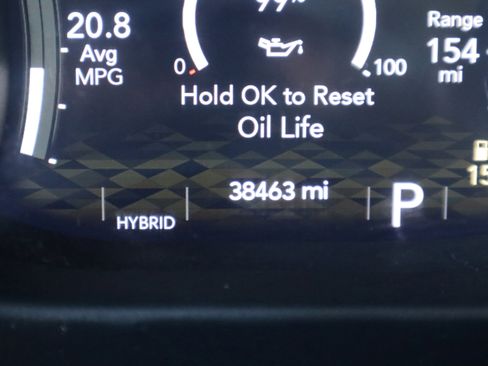 20.8
Avg
MPG
0
100
Hold OK to Reset
Oil Life
Range
154
mi
38463 mi
HYBRID
P